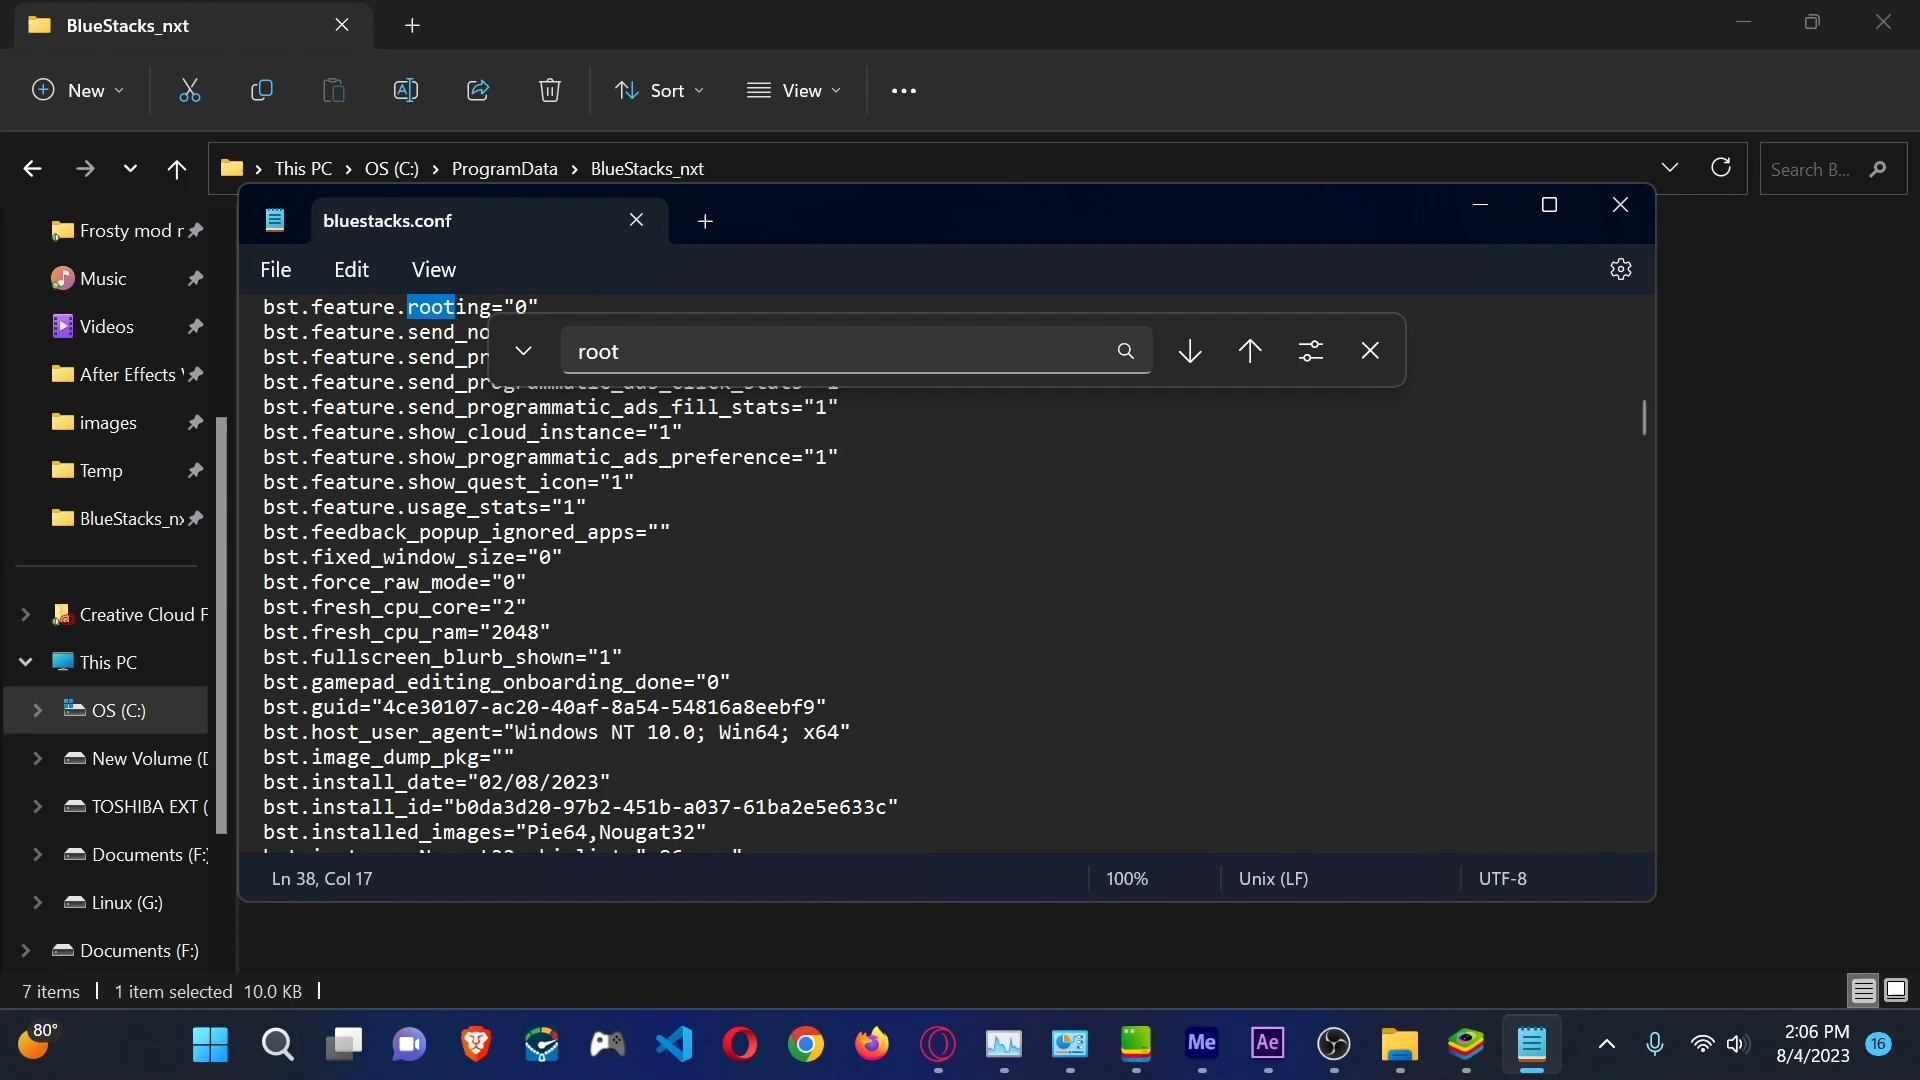 BlueStacks_nxt
New
Sort
View
This PC
OS (C:)
ProgramData
BlueStacks_nxt
Search B...
Frosty mod r
Music
Videos
After Effects
images
Temp
BlueStacks_nx
Creative Cloud F
This PC
OS (C:)
New Volume (D
TOSHIBA EXT (
Documents (F:)
Linux (G:)
Documents (F:)
bluestacks.conf
File Edit View
root
bst.feature.rooting="0"
bst.feature.send_no
bst.feature.send_pr
bst.feature.send_programmatic_ads_click_stats="1"
bst.feature.send_programmatic_ads_fill_stats="1"
bst.feature.show_cloud_instance="1"
bst.feature.show_programmatic_ads_preference="1"
bst.feature.show_quest_icon="1"
bst.feature.usage_stats="1"
bst.feedback_popup_ignored_apps=""
bst.fixed_window_size="0"
bst.force_raw_mode="0"
bst.fresh_cpu_core="2"
bst.fresh_cpu_ram="2048"
bst.fullscreen_blurb_shown="1"
bst.gamepad_editing_onboarding_done="0"
bst.guid="4ce30107-ac20-40af-8a54-54816a8eebf9"
bst.host_user_agent="Windows NT 10.0; Win64; x64"
bst.image_dump_pkg=""
bst.install_date="02/08/2023"
bst.install_id="b0da3d20-97b2-451b-a037-61ba2e5e633c"
bst.installed_images="Pie64,Nougat32"
Ln 38, Col 17
100%
Unix (LF)
UTF-8
7 items
1 item selected 10.0 KB
80°
Me
Ae
2:06 PM
8/4/2023
16